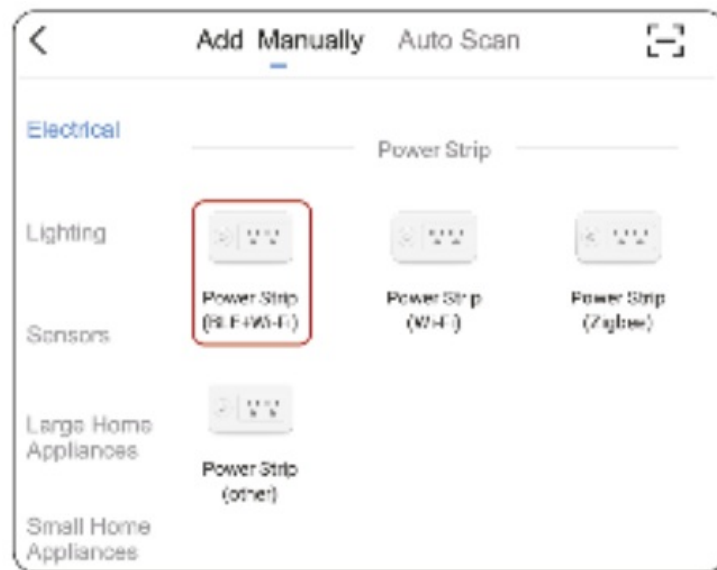 Add Manually Auto Scan
Electrical
Power Strip
Lighting
Power Strip
(BLE+Wi-Fi)
Power Strip
(Wi-Fi)
Power Strip
(Zigbee)
Sensors
Large Home
Appliances
Power Strip
(other)
Small Home
Appliances